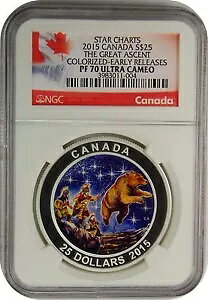 STAR CHARTS
2015 CANADA S$25
THE GREAT ASCENT
COLORIZED-EARLY RELEASES
PF 70 ULTRA CAMEO
3983011-004
NGC
Canada
CANADA
25 DOLLARS 2015